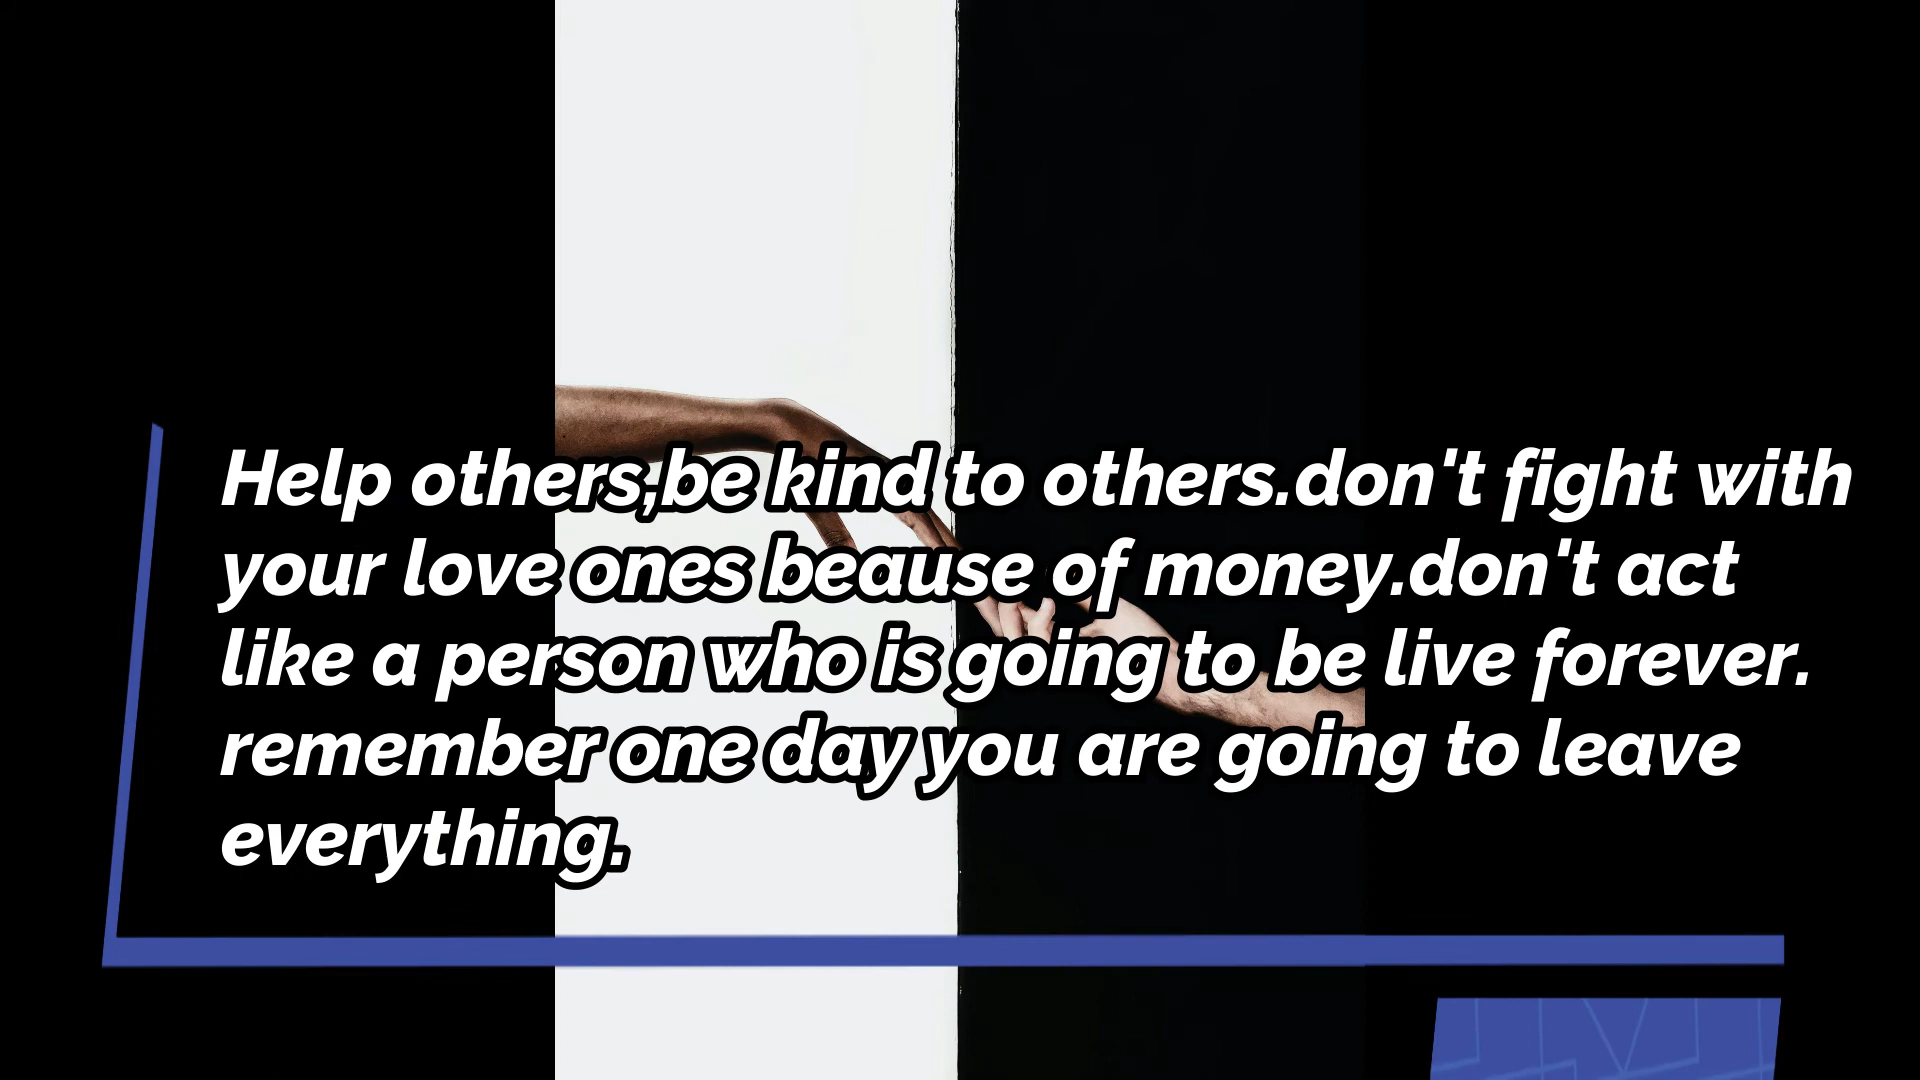 Help others,be kind to others.don't fight with
your love ones beause of money.don't act
like a person who is going to be live forever.
remember one day you are going to leave
everything.